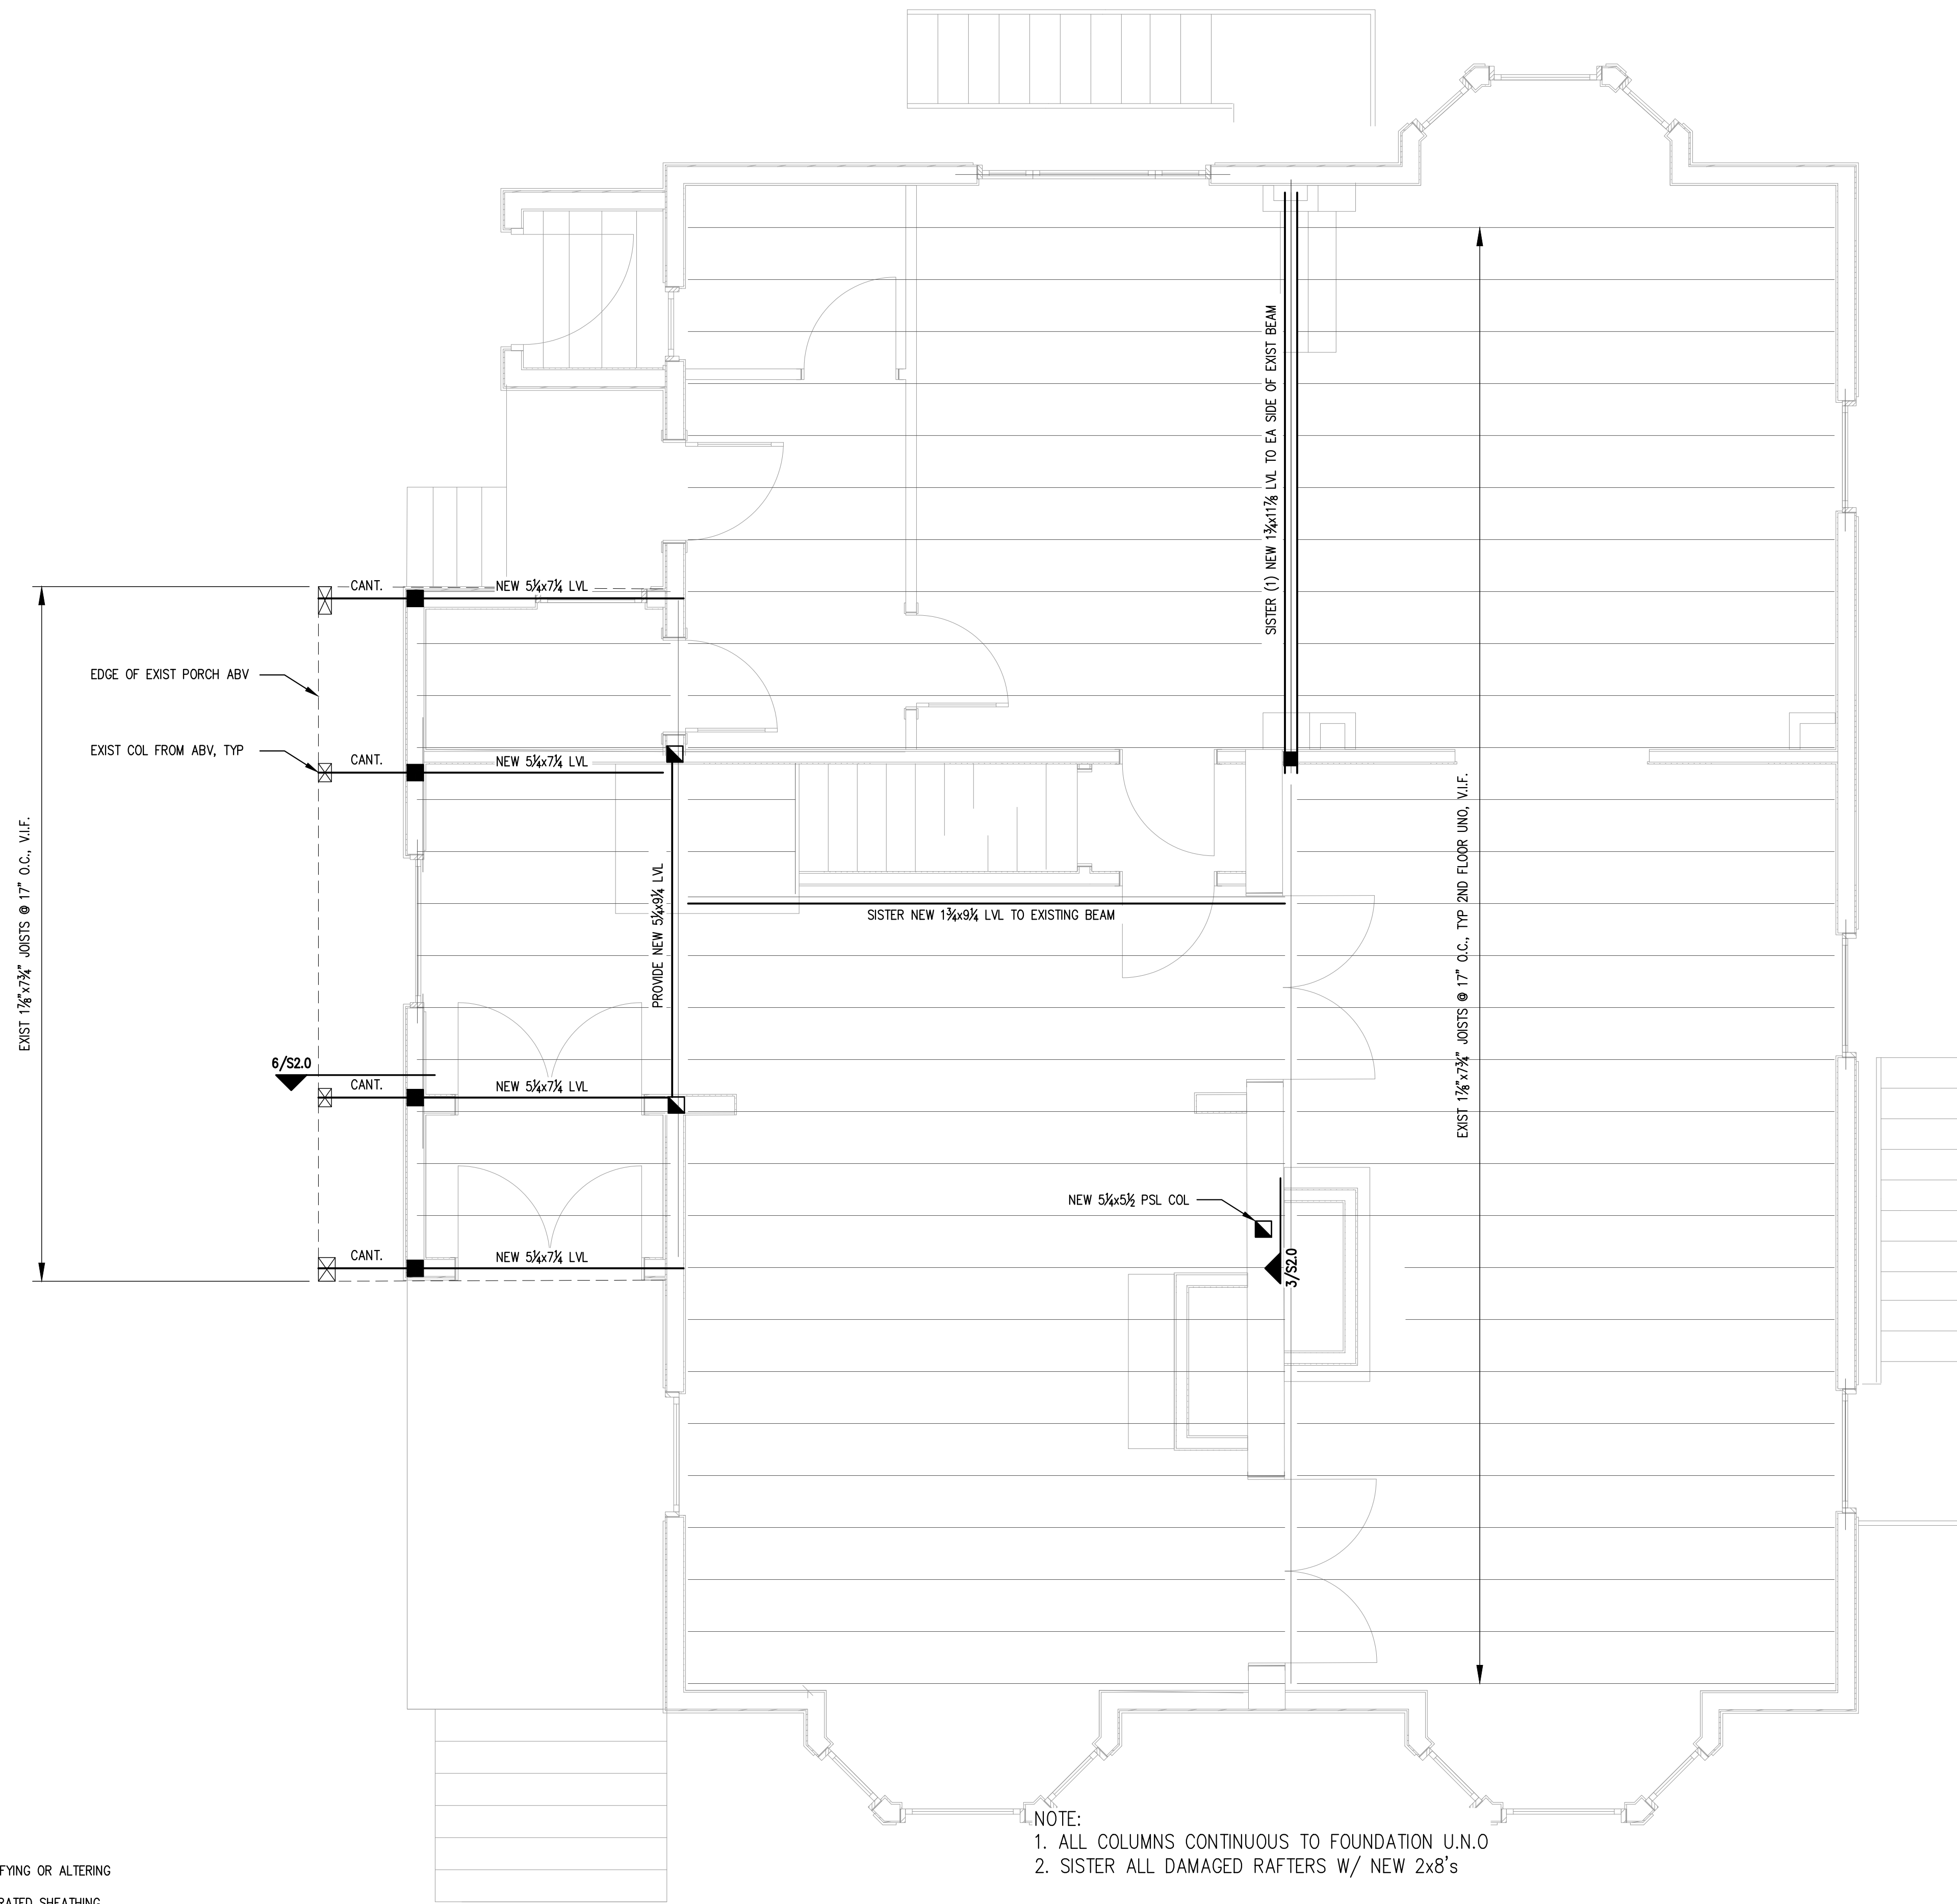 SISTER (1) NEW 1¾x11⅞ LVL TO EA SIDE OF EXIST BEAM
CANT.
NEW 5¼x7¼ LVL
EDGE OF EXIST PORCH ABV
EXIST COL FROM ABV, TYP
CANT.
NEW 5¼x7¼ LVL
EXIST 1⅞"x7¾" JOISTS @ 17" O.C., V.I.F.
PROVIDE NEW 5¼x9¼ LVL
SISTER NEW 1¾x9¼ LVL TO EXISTING BEAM
EXIST 1⅞"x7¾" JOISTS @ 17" O.C., TYP 2ND FLOOR UNO, V.I.F.
6/S2.0
CANT.
NEW 5¼x7¼ LVL
NEW 5¼x5½ PSL COL
3/S2.0
CANT.
NEW 5¼x7¼ LVL
NOTE:
1. ALL COLUMNS CONTINUOUS TO FOUNDATION U.N.O
2. SISTER ALL DAMAGED RAFTERS W/ NEW 2x8's
FYING OR ALTERING
RATED SHEATHING